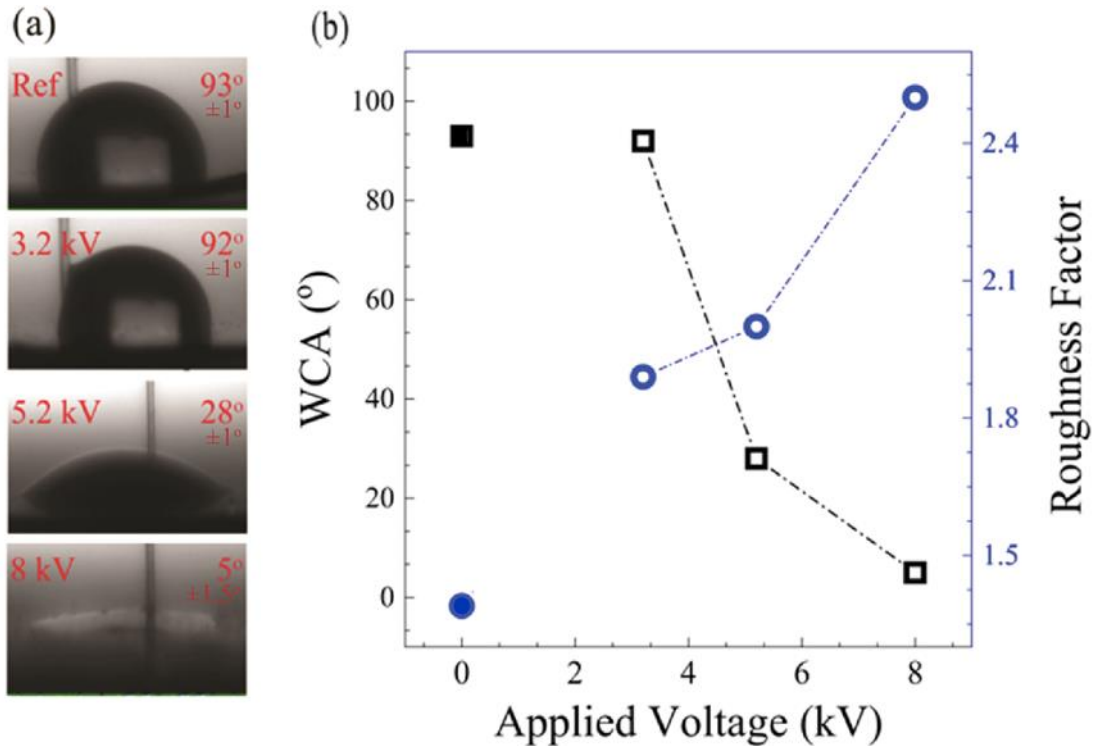 (a)
Ref 93°
±1°
3.2 kV 92°
±1°
5.2 kV 28°
±1°
8 kV 5°
±1.5°
(b)
WCA (°)
100
80
60
40
20
0
0 2 4 6 8
Applied Voltage (kV)
2.4
2.1
1.8
1.5
Roughness Factor